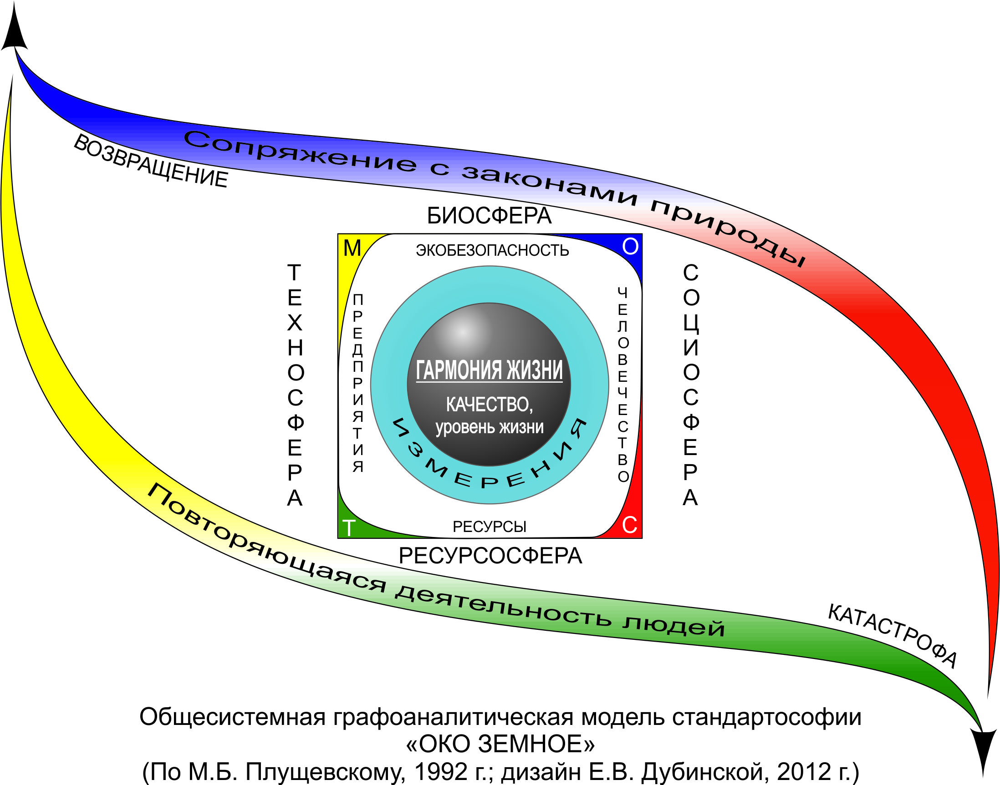 Сопряжение с законами природы
ВОЗВРАЩЕНИЕ
БИОСФЕРА
М
О
ЭКОБЕЗОПАСНОСТЬ
ТЕХНОСФЕРА
ПРЕДПРИЯТИЯ
ЧЕЛОВЕЧЕСТВО
СОЦИОСФЕРА
ГАРМОНИЯ ЖИЗНИ
КАЧЕСТВО,
уровень жизни
ИЗМЕРЕНИЯ
Т
РЕСУРСЫ
С
РЕСУРСОСФЕРА
Повторяющаяся деятельность людей
КАТАСТРОФА
Общесистемная графоаналитическая модель стандартософии
«ОКО ЗЕМНОЕ»
(По М.Б. Плущевскому, 1992 г.; дизайн Е.В. Дубинской, 2012 г.)